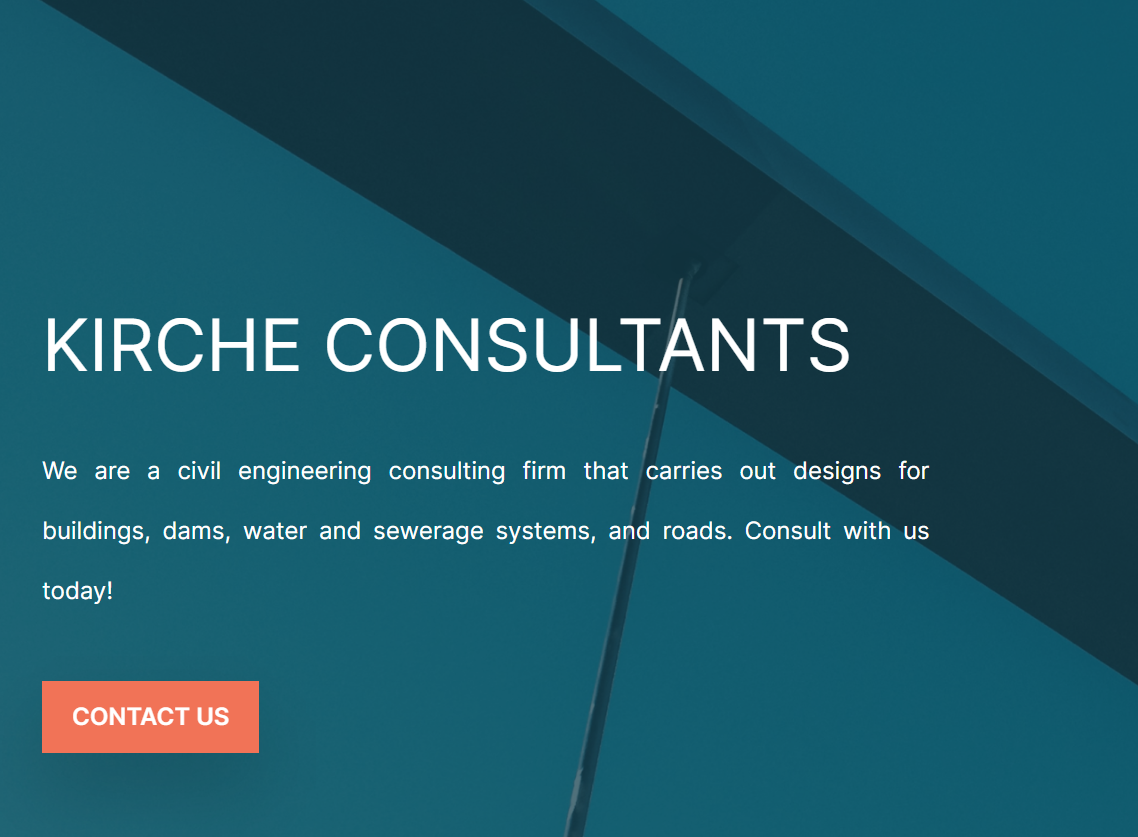 KIRCHE CONSULTANTS
We are a civil engineering consulting firm that carries out designs for
buildings, dams, water and sewerage systems, and roads. Consult with us
today!
CONTACT US